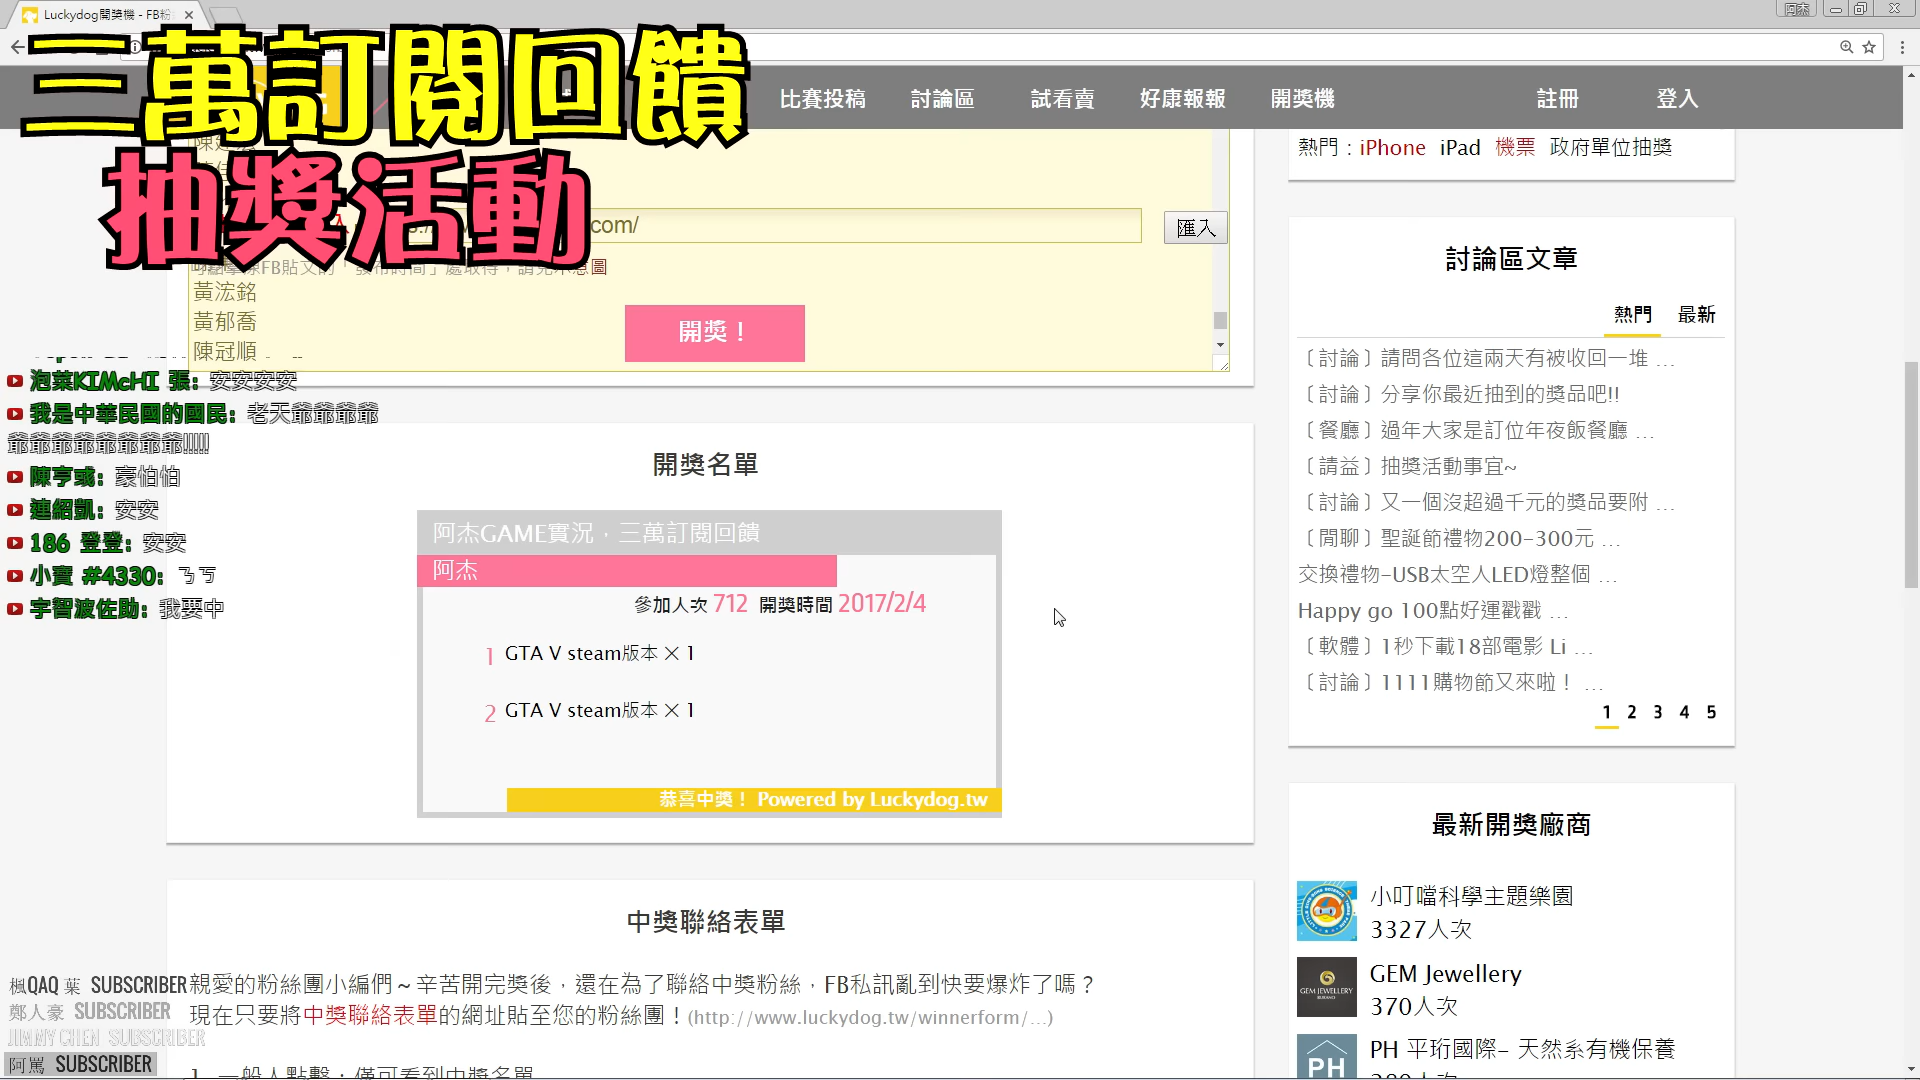 Luckydog開獎機 - FB粉
阿杰
三萬訂閱回饋
抽獎活動
比賽投稿 討論區 試看賣 好康報報 開獎機 註冊 登入
熱門：iPhone iPad 機票 政府單位抽獎
com/
匯入
黃浤銘
黃郁喬
陳冠順
開獎！
泡菜KIMcHI 張: 安安安安
我是中華民國的國民: 老天爺爺爺爺
爺爺爺爺爺爺爺爺!!!!!
陳亨彧: 豪怕怕
連紹凱: 安安
186 登登: 安安
小寶 #4330: ㄋㄎ
宇智波佐助: 我要中
開獎名單
阿杰GAME實況，三萬訂閱回饋
阿杰
參加人次 712 開獎時間 2017/2/4
1 GTA V steam版本 × 1
2 GTA V steam版本 × 1
恭喜中獎！ Powered by Luckydog.tw
中獎聯絡表單
親愛的粉絲團小編們～辛苦開完獎後，還在為了聯絡中獎粉絲，FB私訊亂到快要爆炸了嗎？
現在只要將中獎聯絡表單的網址貼至您的粉絲團！(http://www.luckydog.tw/winnerform/...)
1. 一般人點擊，僅可看到中獎名單
楓QAQ 葉 SUBSCRIBER
鄭人豪 SUBSCRIBER
JIMMY CHEN SUBSCRIBER
阿罵 SUBSCRIBER
討論區文章
熱門 最新
〔討論〕請問各位這兩天有被收回一堆 ...
〔討論〕分享你最近抽到的獎品吧!!
〔餐廳〕過年大家是訂位年夜飯餐廳 ...
〔請益〕抽獎活動事宜~
〔討論〕又一個沒超過千元的獎品要附 ...
〔閒聊〕聖誕節禮物200-300元 ...
交換禮物-USB太空人LED燈整個 ...
Happy go 100點好運戳戳 ...
〔軟體〕1秒下載18部電影 Li ...
〔討論〕1111購物節又來啦！ ...
1 2 3 4 5
最新開獎廠商
小叮噹科學主題樂園
3327人次
GEM JEWELLERY
GEM Jewellery
370人次
PH
PH 平珩國際- 天然系有機保養